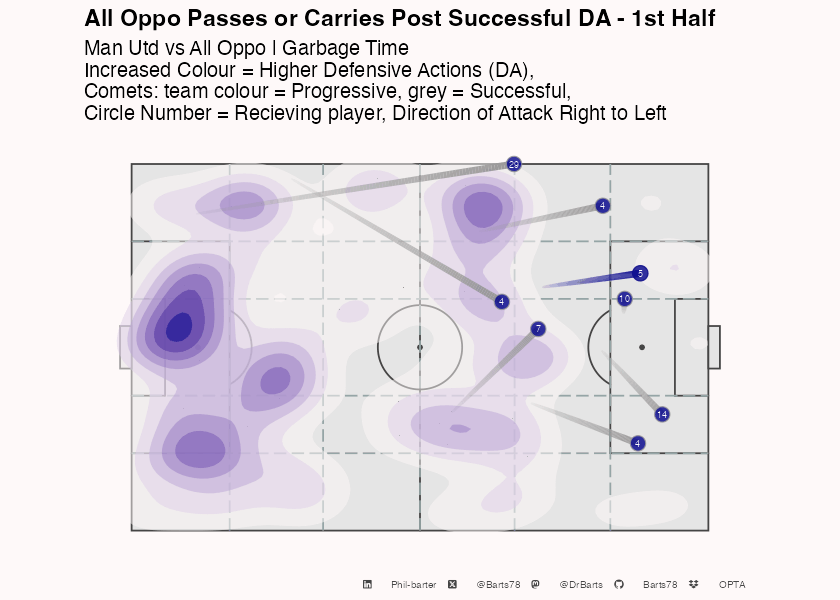 All Oppo Passes or Carries Post Successful DA - 1st Half
Man Utd vs All Oppo | Garbage Time
Increased Colour = Higher Defensive Actions (DA),
Comets: team colour = Progressive, grey = Successful,
Circle Number = Recieving player, Direction of Attack Right to Left
29
4
5
10
4
7
14
4
Phil-barter @Barts78 @DrBarts Barts78 OPTA